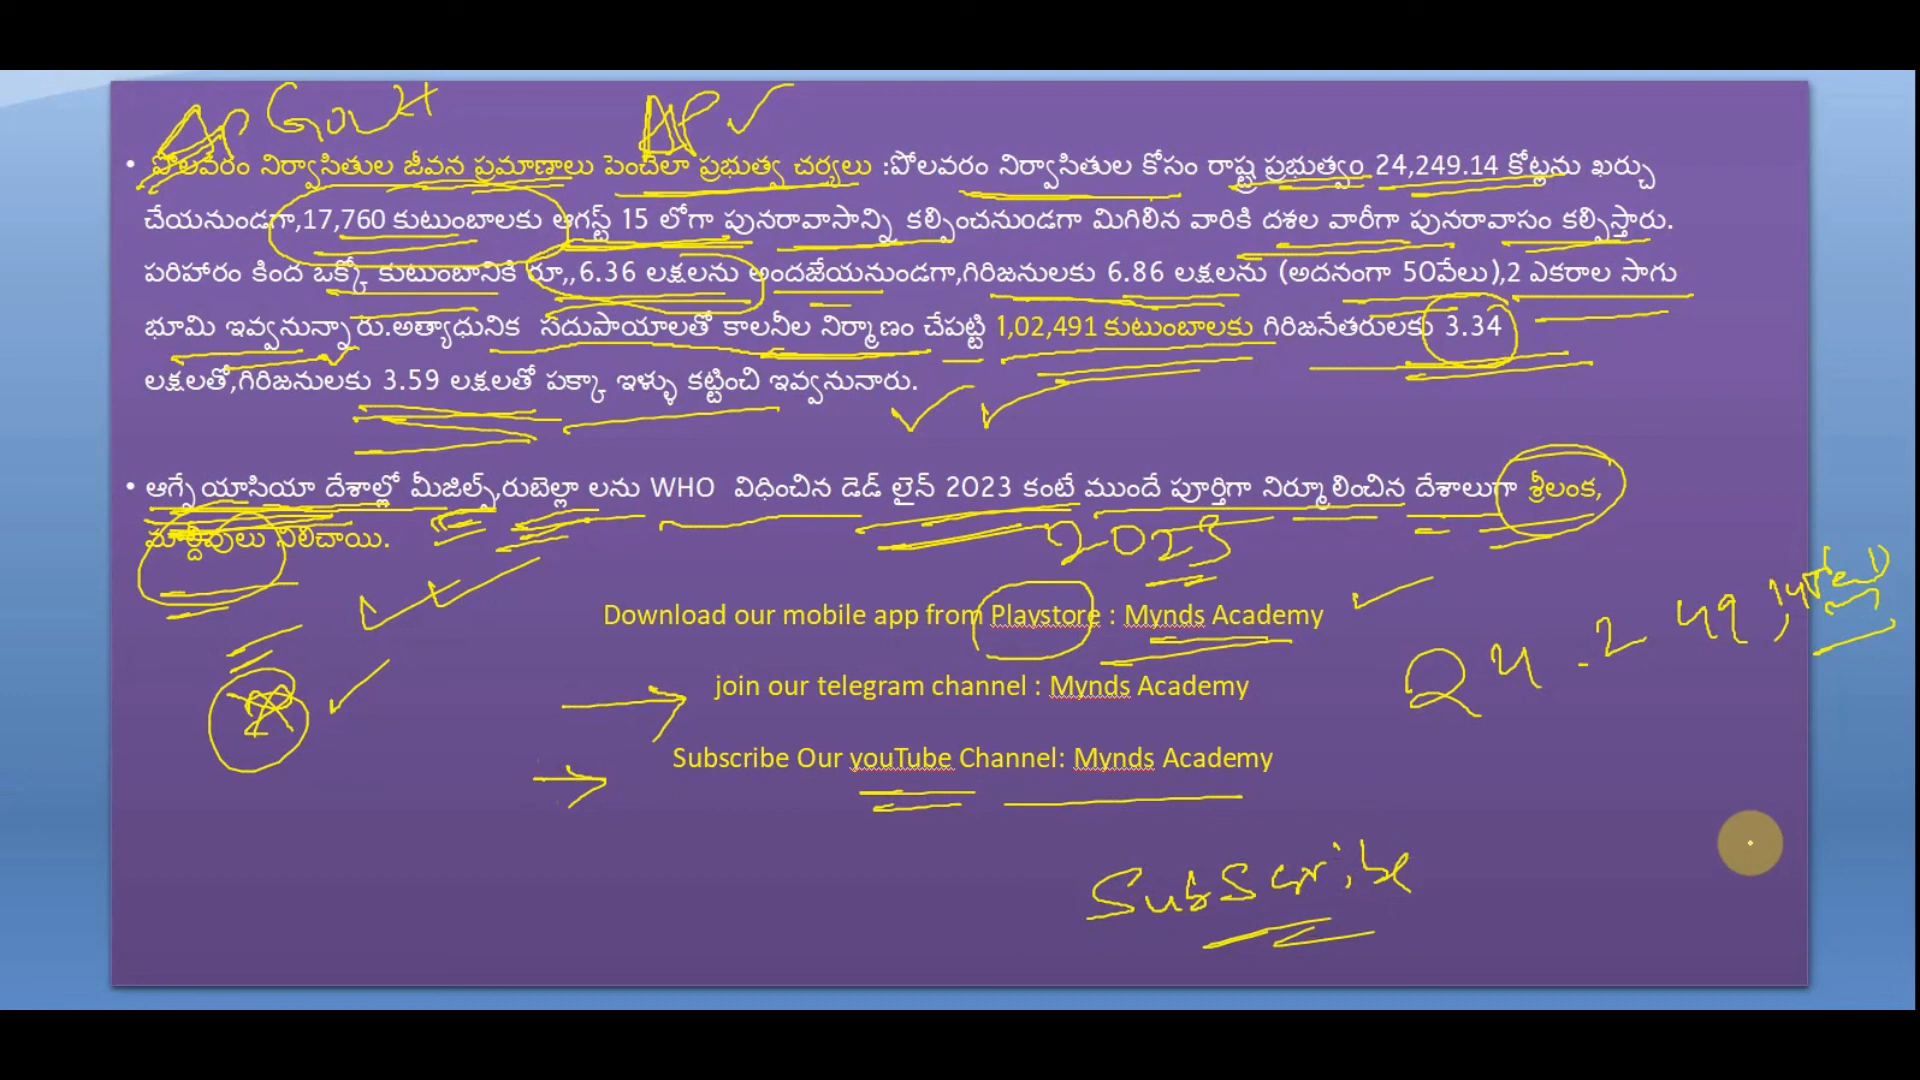 AP Govt
AP
• పోలవరం నిర్వాసితుల జీవన ప్రమాణాలు పెంచేలా ప్రభుత్వ చర్యలు :పోలవరం నిర్వాసితుల కోసం రాష్ట్ర ప్రభుత్వం 24,249.14 కోట్లను ఖర్చు
చేయనుండగా,17,760 కుటుంబాలకు ఆగస్ట్ 15 లోగా పునరావాసాన్ని కల్పించనుండగా మిగిలిన వారికి దశల వారీగా పునరావాసం కల్పిస్తారు.
పరిహారం కింద ఒక్కో కుటుంబానికి రూ,,6.36 లక్షలను అందజేయనుండగా,గిరిజనులకు 6.86 లక్షలను (అదనంగా 50వేలు),2 ఎకరాల సాగు
భూమి ఇవ్వనున్నారు.అత్యాధునిక సదుపాయాలతో కాలనీల నిర్మాణం చేపట్టి 1,02,491 కుటుంబాలకు గిరిజనేతరులకు 3.34
లక్షలతో,గిరిజనులకు 3.59 లక్షలతో పక్కా ఇళ్ళు కట్టించి ఇవ్వనునారు.
• ఆగ్నేయాసియా దేశాల్లో మీజిల్స్,రుబెల్లా లను WHO విధించిన డెడ్ లైన్ 2023 కంటే ముందే పూర్తిగా నిర్మూలించిన దేశాలుగా శ్రీలంక,
మాల్దీవులు నిలిచాయి.
2023
Download our mobile app from Playstore : Mynds Academy
join our telegram channel : Mynds Academy
Subscribe Our youTube Channel: Mynds Academy
Subscribe